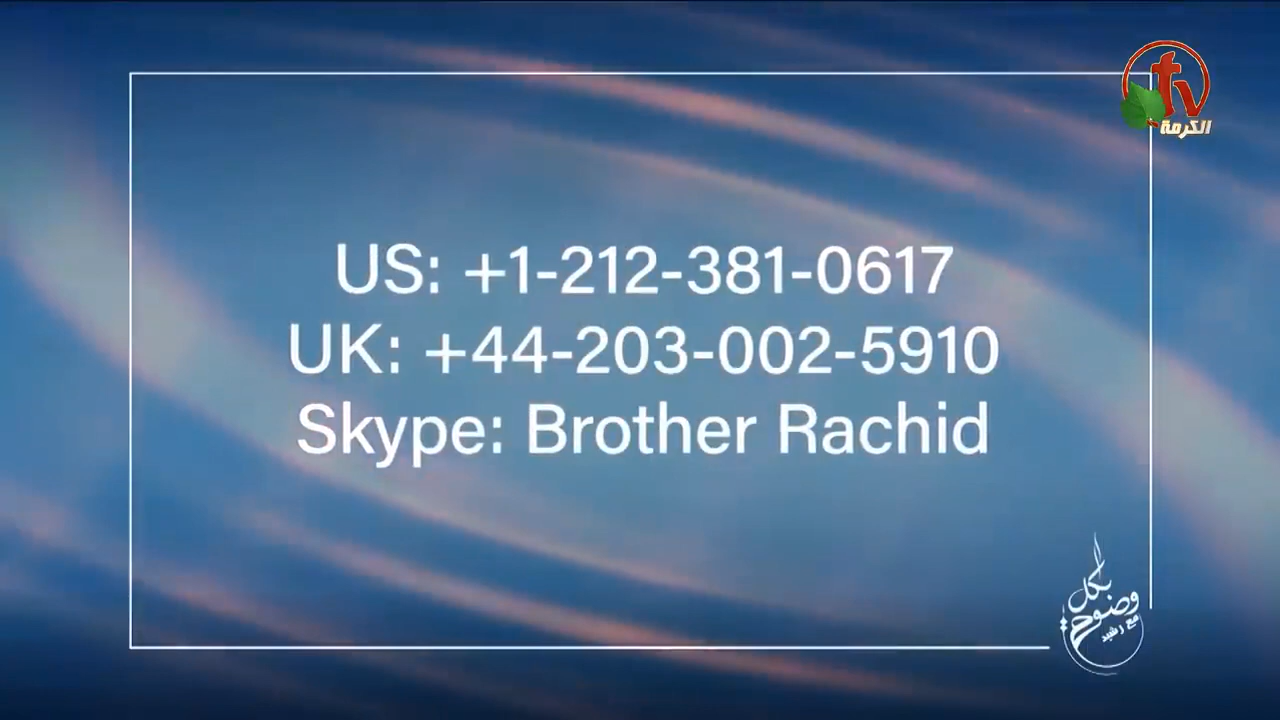 tv
الكرمة
US: +1-212-381-0617
UK: +44-203-002-5910
Skype: Brother Rachid
بكل
وضوح
مع رشيد